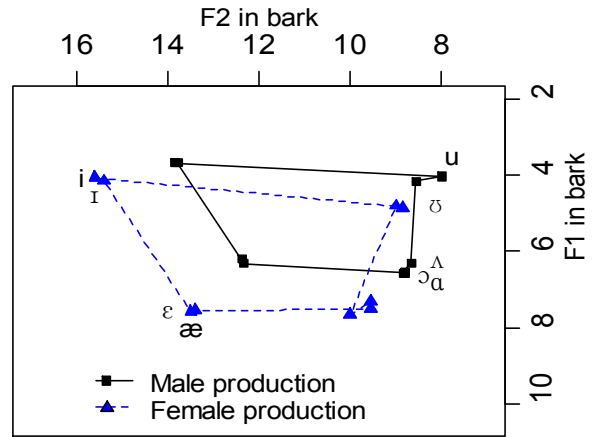 F2 in bark
16 14 12 10 8
2
4
6
8
10
F1 in bark
u
i
ɪ
ʊ
ʌ
ɔ ɑ
ɛ
æ
Male production
Female production